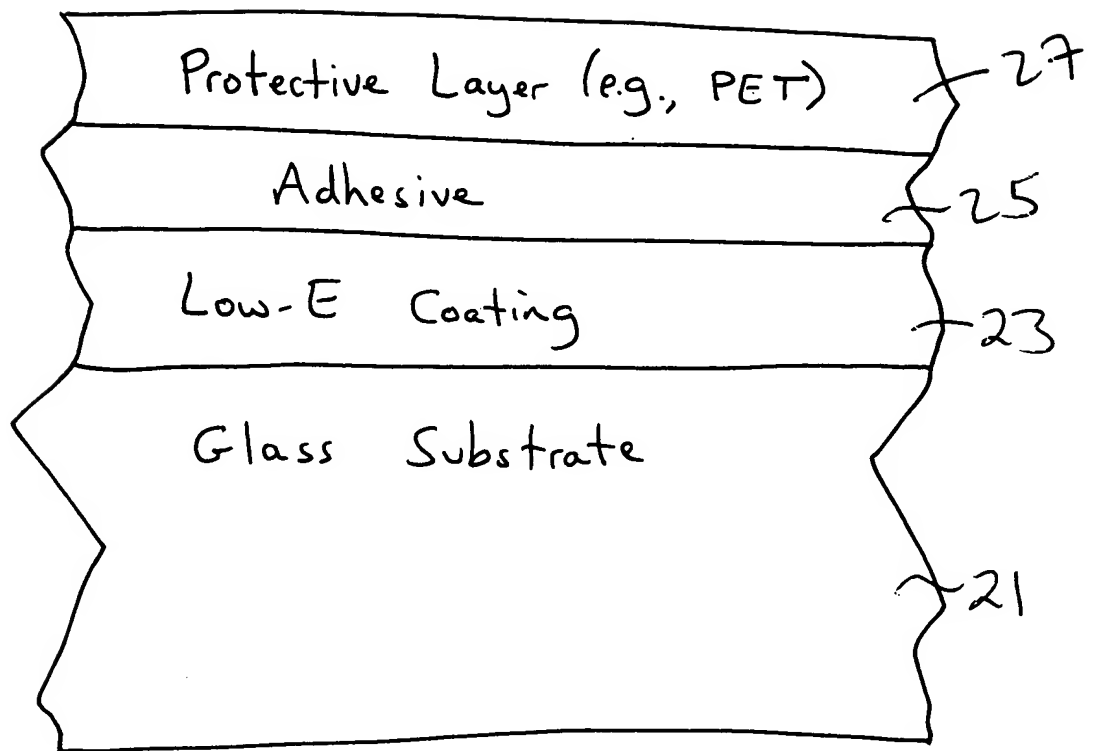 Protective Layer (e.g., PET) 27
Adhesive 25
Low-E Coating 23
Glass Substrate
21